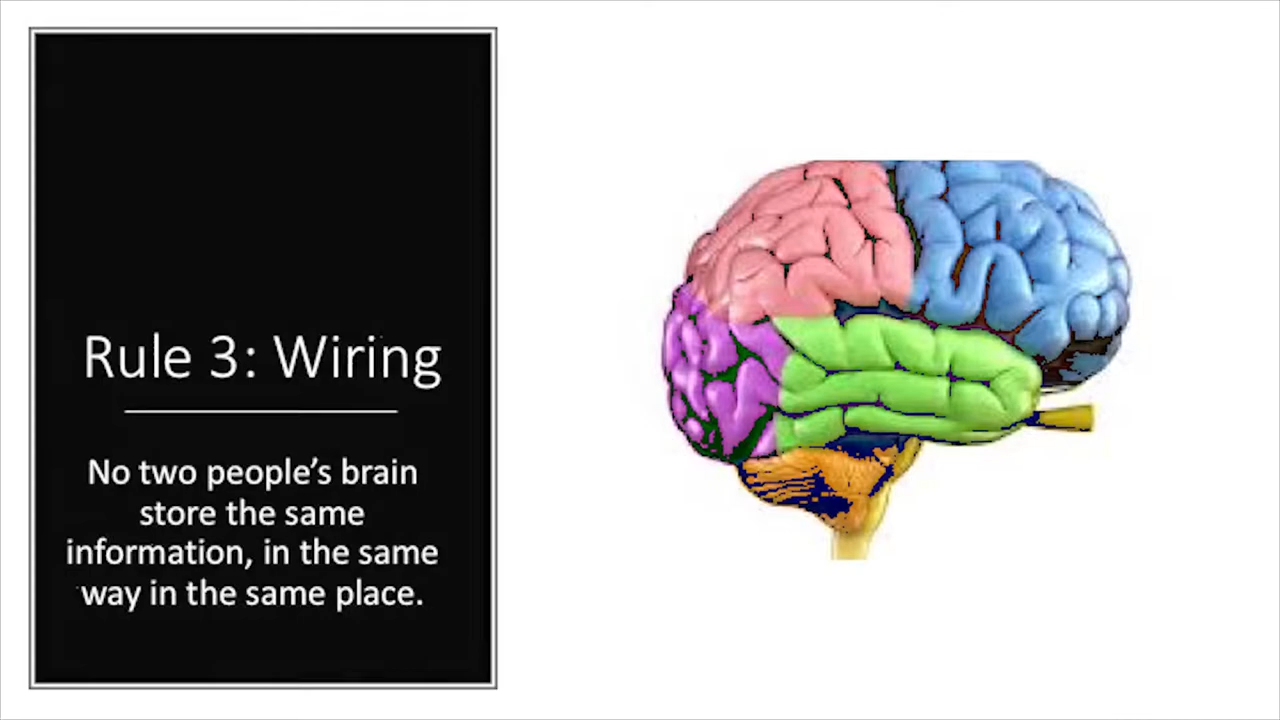 Rule 3: Wiring
No two people’s brain
store the same
information, in the same
way in the same place.